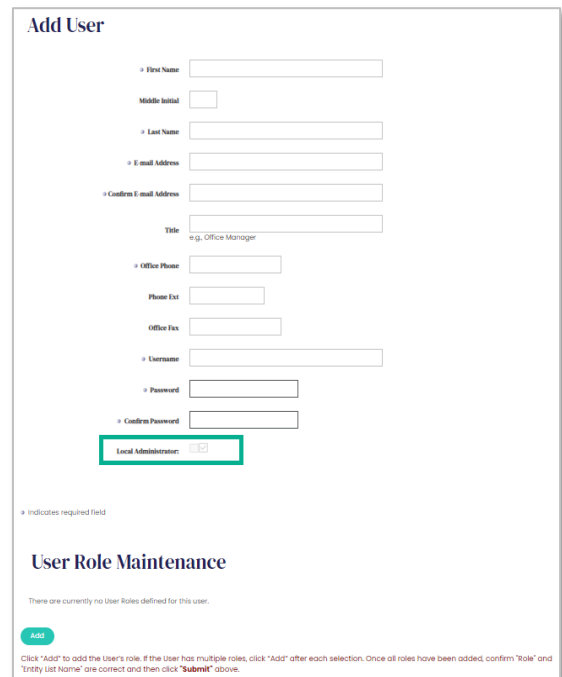 Add User
First Name
Middle Initial
Last Name
E-mail Address
Confirm E-mail Address
Title
e.g., Office Manager
Office Phone
Phone Ext
Office Fax
Username
Password
Confirm Password
Local Administrator:
Indicates required field
User Role Maintenance
There are currently no User Roles defined for this user.
Add
Click "Add" to add the User's role. If the User has multiple roles, click "Add" after each selection. Once all roles have been added, confirm "Role" and
"Entity List Name" are correct and then click "Submit" above.